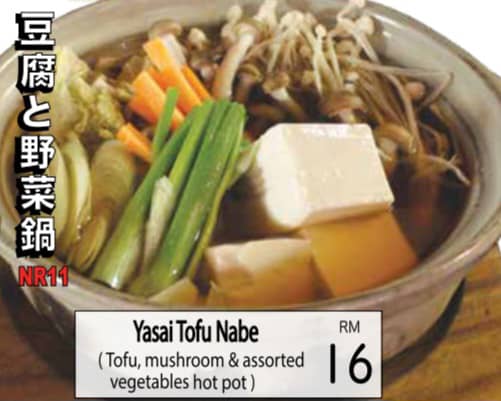 豆腐と野菜鍋
NR11
Yasai Tofu Nabe
(Tofu, mushroom & assorted
vegetables hot pot)
RM
16